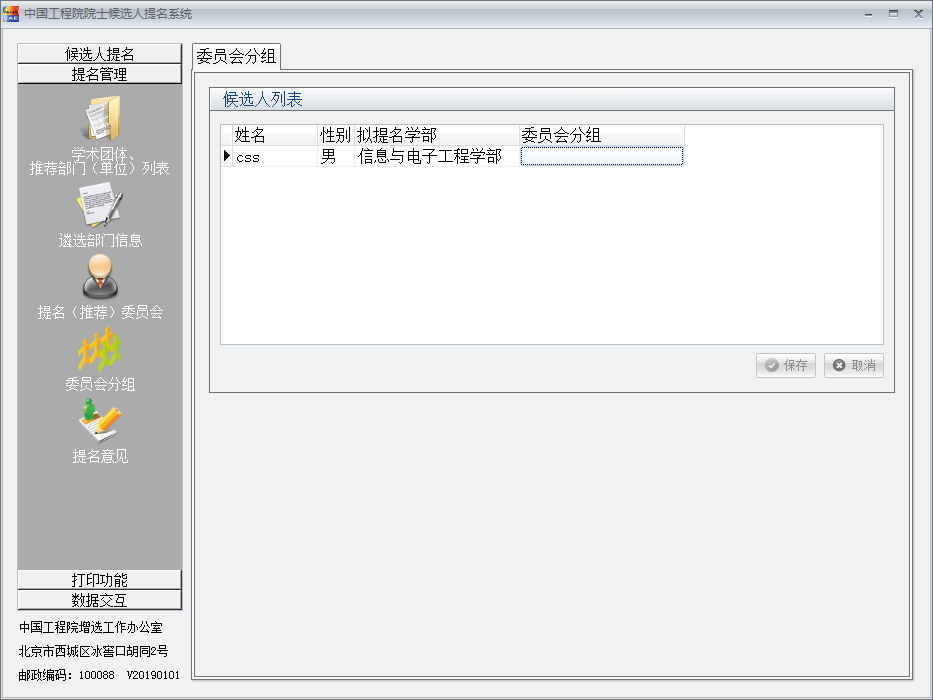 中国工程院院士候选人提名系统
候选人提名
提名管理
学术团体、
推荐部门（单位）列表
遴选部门信息
提名（推荐）委员会
委员会分组
提名意见
打印功能
数据交互
中国工程院增选工作办公室
北京市西城区冰窖口胡同2号
邮政编码：100088 V20190101
委员会分组
候选人列表
姓名 性别 拟提名学部 委员会分组
css 男 信息与电子工程学部
保存 取消